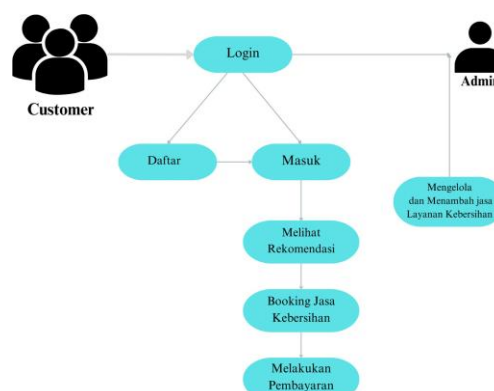 Login
Customer
Admin
Daftar
Masuk
Mengelola
dan Menambah jasa
Layanan Kebersihan
Melihat
Rekomendasi
Booking Jasa
Kebersihan
Melakukan
Pembayaran